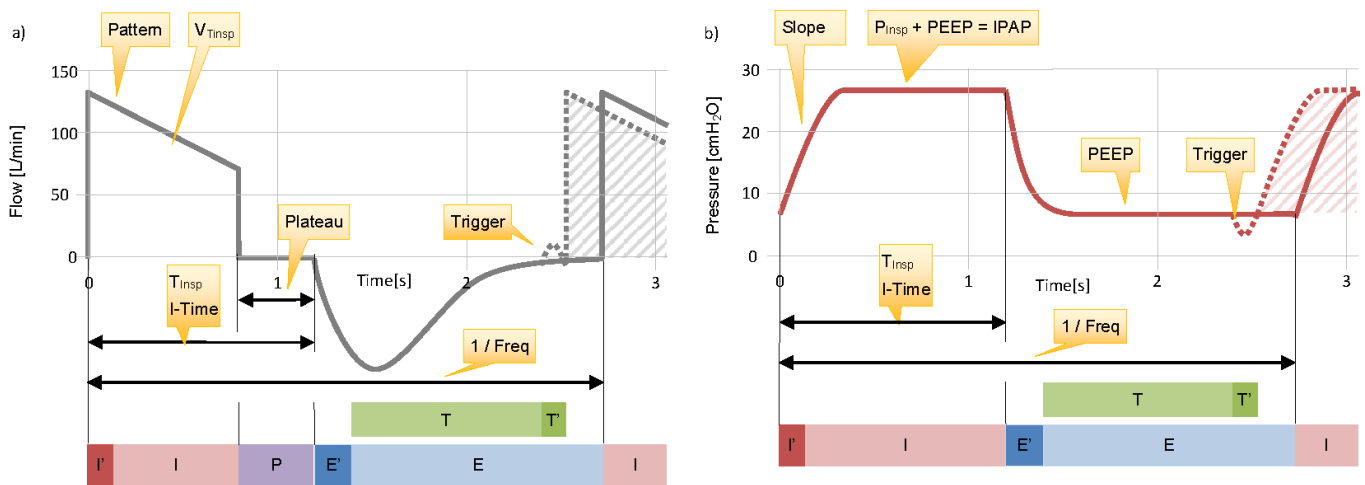 a)
Pattern
V_Tinsp
Flow [L/min]
150
100
50
0
0
1
2
3
Time[s]
Plateau
Trigger
T_Insp
I-Time
1 / Freq
T
T'
I'
I
P
E'
E
I
b)
Slope
P_Insp + PEEP = IPAP
Pressure [cmH₂O]
30
20
10
0
0
1
2
3
Time[s]
PEEP
Trigger
T_Insp
I-Time
1 / Freq
T
T'
I'
I
E'
E
I